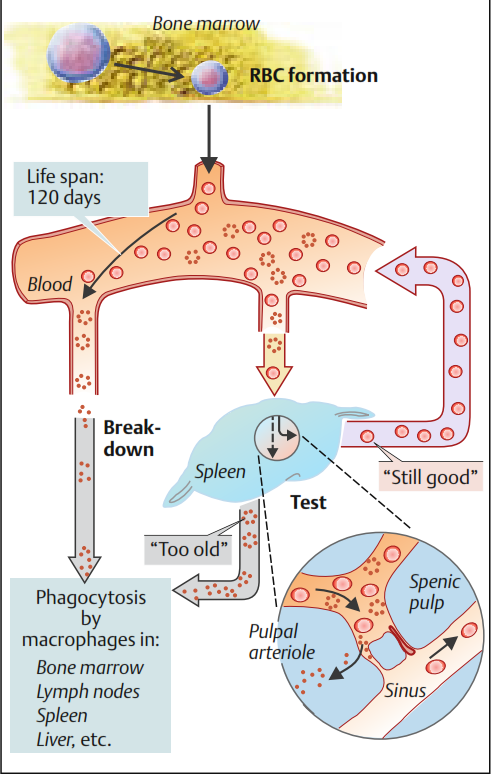 Bone marrow
RBC formation
Life span:
120 days
Blood
Break-
down
Spleen
"Still good"
Test
"Too old"
Phagocytosis
by
macrophages in:
Bone marrow
Lymph nodes
Spleen
Liver, etc.
Spenic
pulp
Pulpal
arteriole
Sinus